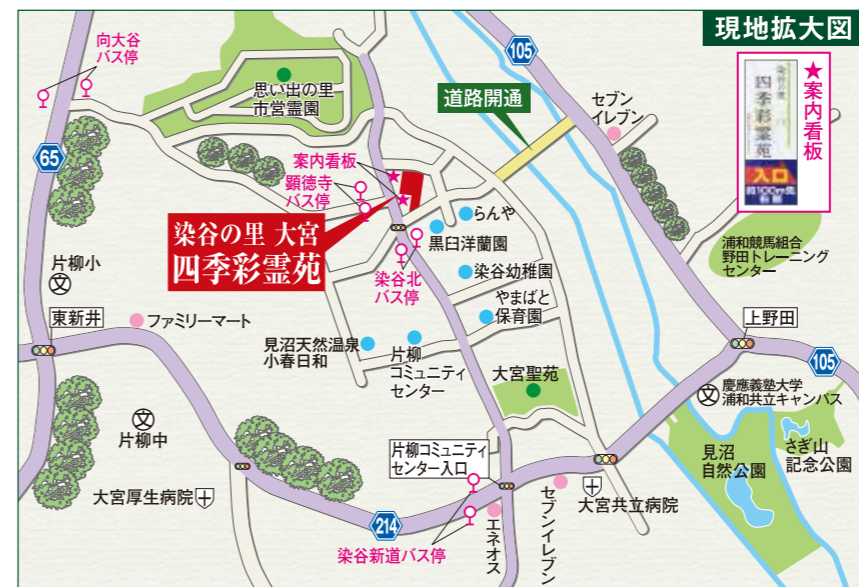 現地拡大図
向大谷
バス停
105
思い出の里
市営霊園
道路開通
セブン
イレブン
★案内看板
四季彩霊苑
入口
65
案内看板
顕徳寺
バス停
らんや
染谷の里 大宮
四季彩霊苑
黒臼洋蘭園
浦和競馬組合
野田トレーニング
センター
片柳小
文
染谷北
バス停
染谷幼稚園
やまばと
保育園
東新井
ファミリーマート
上野田
見沼天然温泉
小春日和
片柳
コミュニティ
センター
大宮聖苑
105
文
慶應義塾大学
浦和共立キャンパス
文
片柳中
片柳コミュニティ
センター入口
見沼
自然公園
さぎ山
記念公園
大宮厚生病院
大宮共立病院
214
エネオス
セブンイレブン
染谷新道バス停